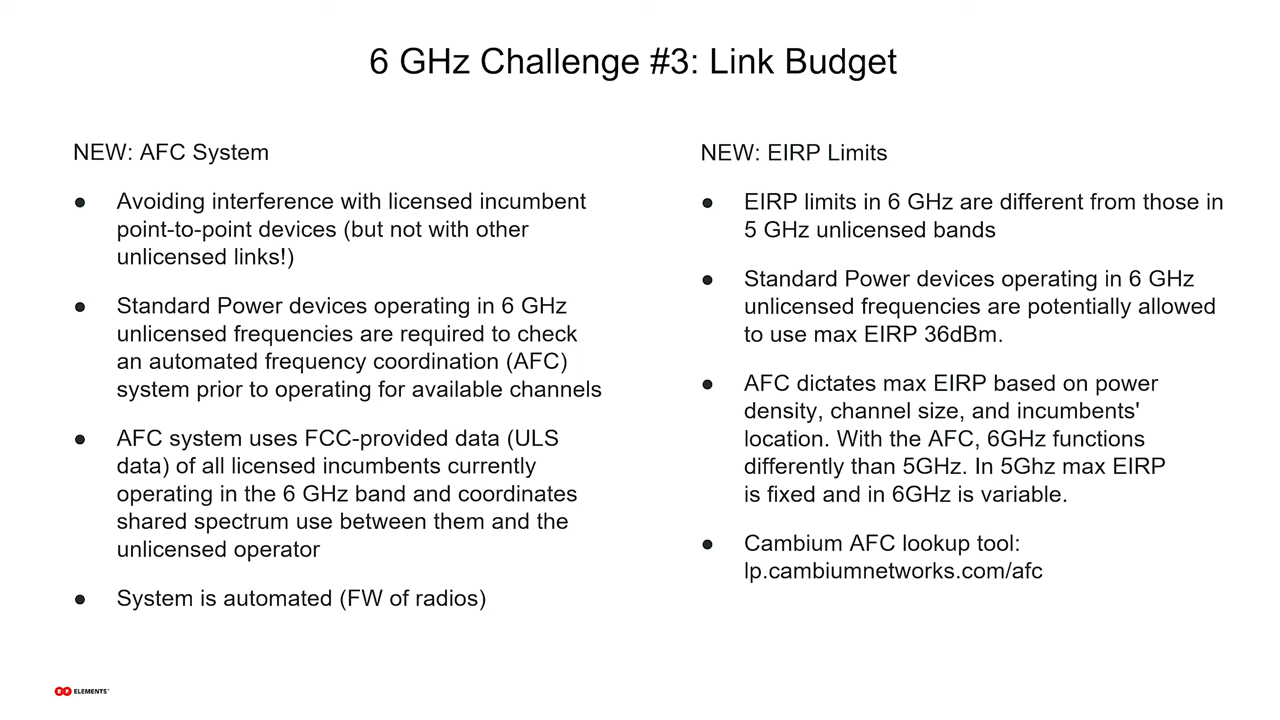 6 GHz Challenge #3: Link Budget
NEW: AFC System
● Avoiding interference with licensed incumbent
point-to-point devices (but not with other
unlicensed links!)
● Standard Power devices operating in 6 GHz
unlicensed frequencies are required to check
an automated frequency coordination (AFC)
system prior to operating for available channels
● AFC system uses FCC-provided data (ULS
data) of all licensed incumbents currently
operating in the 6 GHz band and coordinates
shared spectrum use between them and the
unlicensed operator
● System is automated (FW of radios)
NEW: EIRP Limits
● EIRP limits in 6 GHz are different from those in
5 GHz unlicensed bands
● Standard Power devices operating in 6 GHz
unlicensed frequencies are potentially allowed
to use max EIRP 36dBm.
● AFC dictates max EIRP based on power
density, channel size, and incumbents'
location. With the AFC, 6GHz functions
differently than 5GHz. In 5Ghz max EIRP
is fixed and in 6GHz is variable.
● Cambium AFC lookup tool:
lp.cambiumnetworks.com/afc
RF ELEMENTS